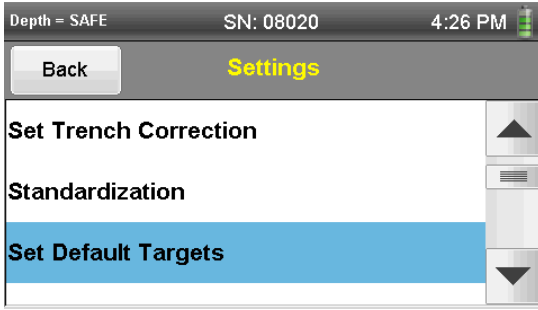 Depth = SAFE SN: 08020 4:26 PM
Back Settings
Set Trench Correction
Standardization
Set Default Targets